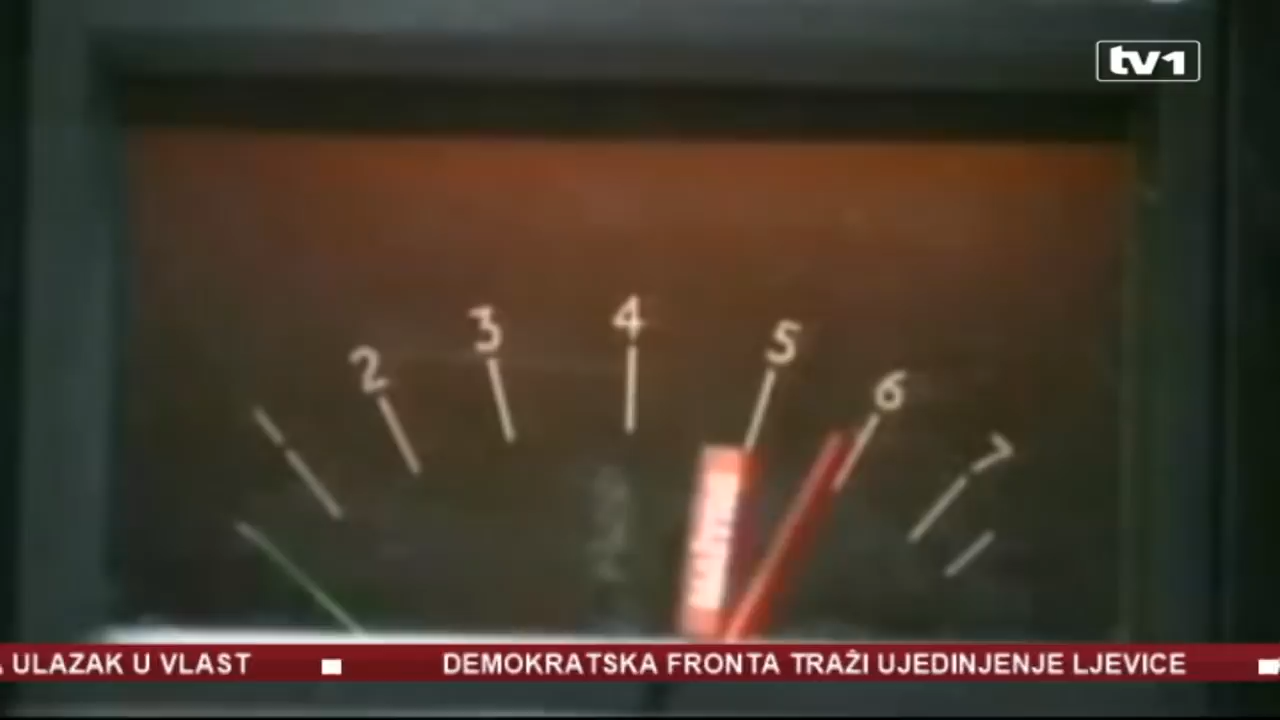 tv1
2 3 4 5 6 7
ULAZAK U VLAST DEMOKRATSKA FRONTA TRAŽI UJEDINJENJE LJEVICE